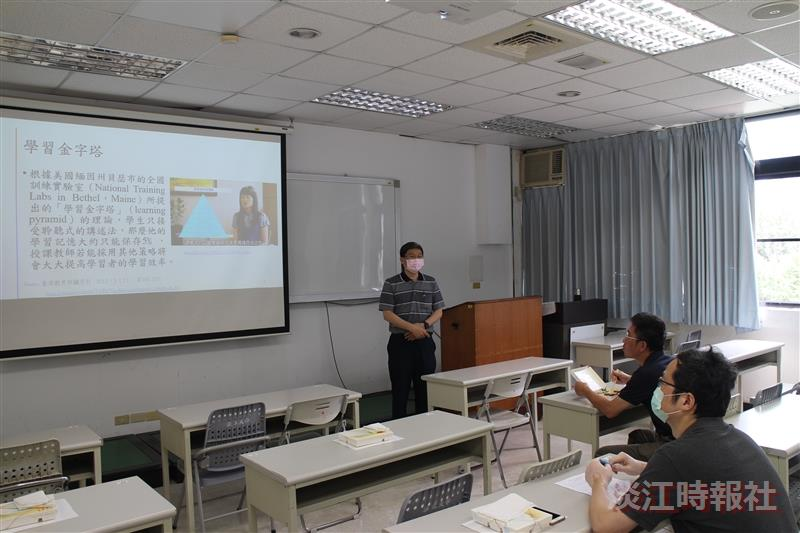 學習金字塔
• 根據美國緬因州貝瑟市的全國
訓練實驗室（National Training
Labs in Bethel，Maine）所提
出的「學習金字塔」（learning
pyramid）的理論，學生只接
受聆聽式的講述法，那麼他的
學習記憶大約只能保存5%，
授課教師若能採用其他策略將
會大大提高學習者的學習效率。
淡江時報社